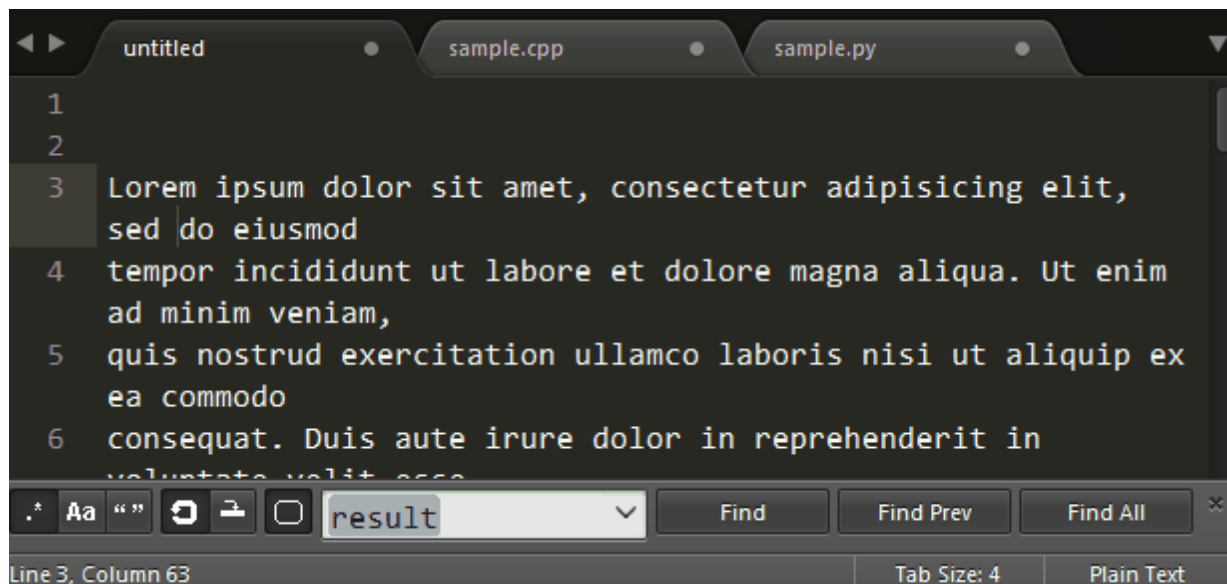 untitled sample.cpp sample.py
1
2
3 Lorem ipsum dolor sit amet, consectetur adipisicing elit,
sed do eiusmod
4 tempor incididunt ut labore et dolore magna aliqua. Ut enim
ad minim veniam,
5 quis nostrud exercitation ullamco laboris nisi ut aliquip ex
ea commodo
6 consequat. Duis aute irure dolor in reprehenderit in
voluptate velit esse
.* Aa “ ” result Find Find Prev Find All
Line 3, Column 63 Tab Size: 4 Plain Text